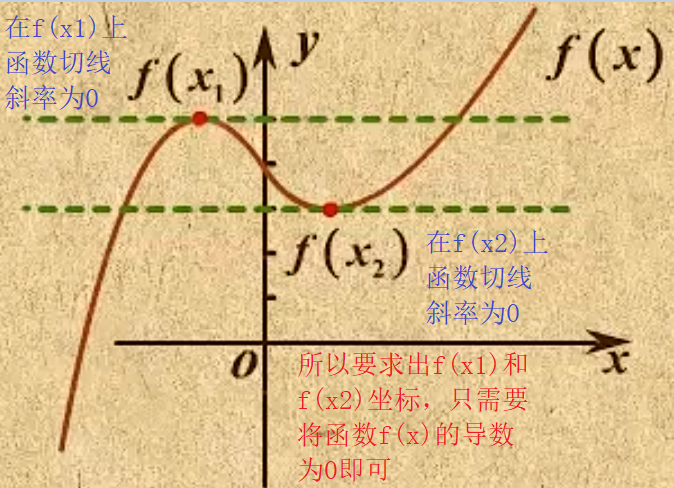 在f(x1)上
函数切线
斜率为0
y
f(x₁)
f(x)
f(x₂)
在f(x2)上
函数切线
斜率为0
O
x
所以要求出f(x1)和
f(x2)坐标，只需要
将函数f(x)的导数
为0即可